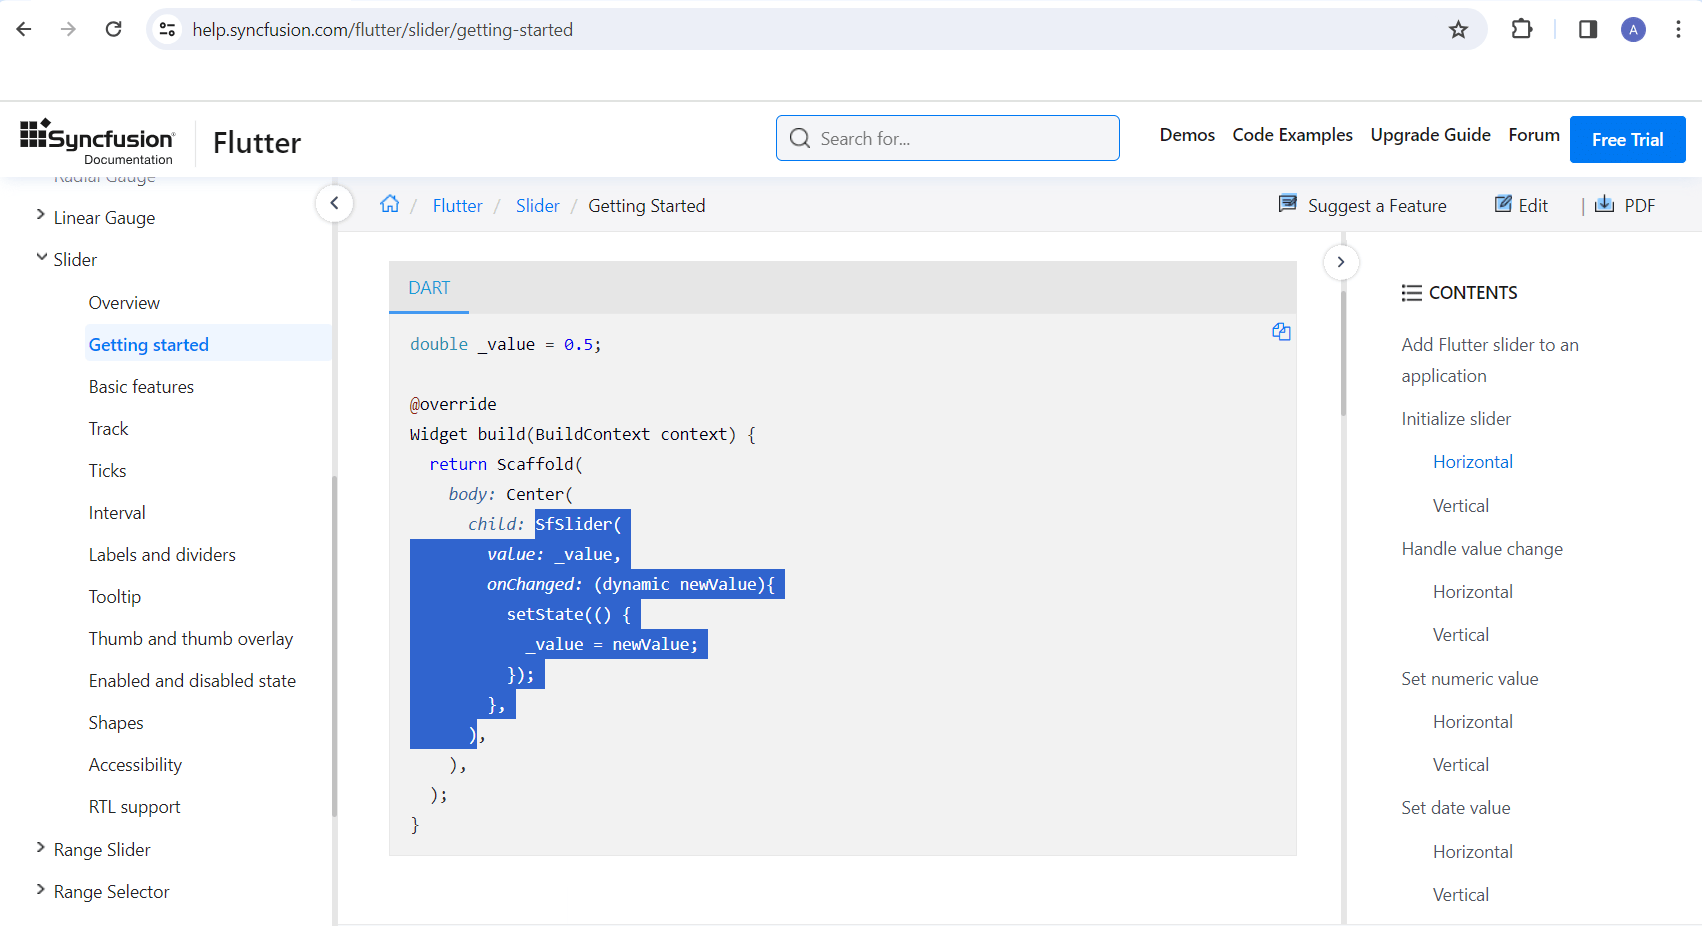 help.syncfusion.com/flutter/slider/getting-started
A
Syncfusion
Documentation
Flutter
Search for...
Demos
Code Examples
Upgrade Guide
Forum
Free Trial
Radial Gauge
Linear Gauge
Slider
Overview
Getting started
Basic features
Track
Ticks
Interval
Labels and dividers
Tooltip
Thumb and thumb overlay
Enabled and disabled state
Shapes
Accessibility
RTL support
Range Slider
Range Selector
/ Flutter / Slider / Getting Started
Suggest a Feature
Edit
| PDF
DART
double _value = 0.5;
@override
Widget build(BuildContext context) {
return Scaffold(
body: Center(
child: SfSlider(
value: _value,
onChanged: (dynamic newValue){
setState(() {
_value = newValue;
});
},
),
),
);
}
CONTENTS
Add Flutter slider to an
application
Initialize slider
Horizontal
Vertical
Handle value change
Horizontal
Vertical
Set numeric value
Horizontal
Vertical
Set date value
Horizontal
Vertical